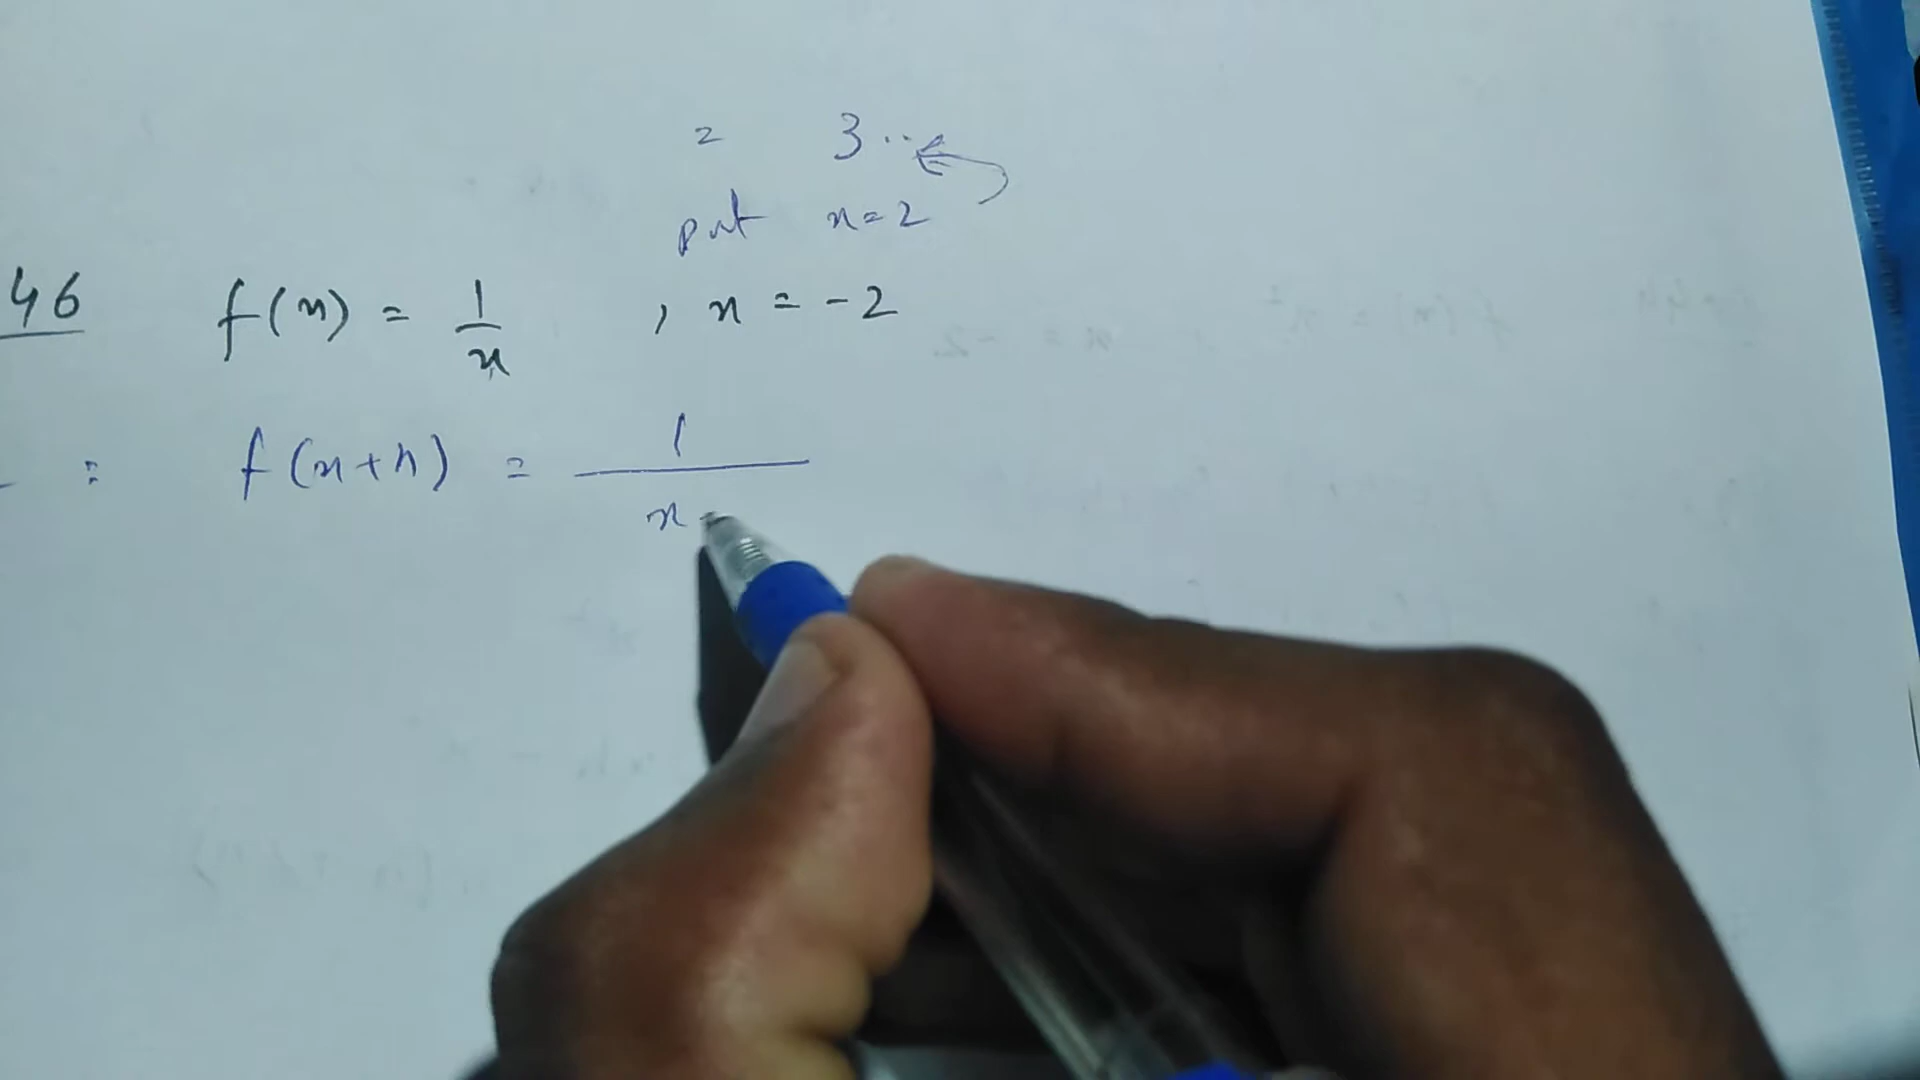 = 3
put x = 2
46 f(x) = 1/x , x = -2
: f(x+h) = 1/x